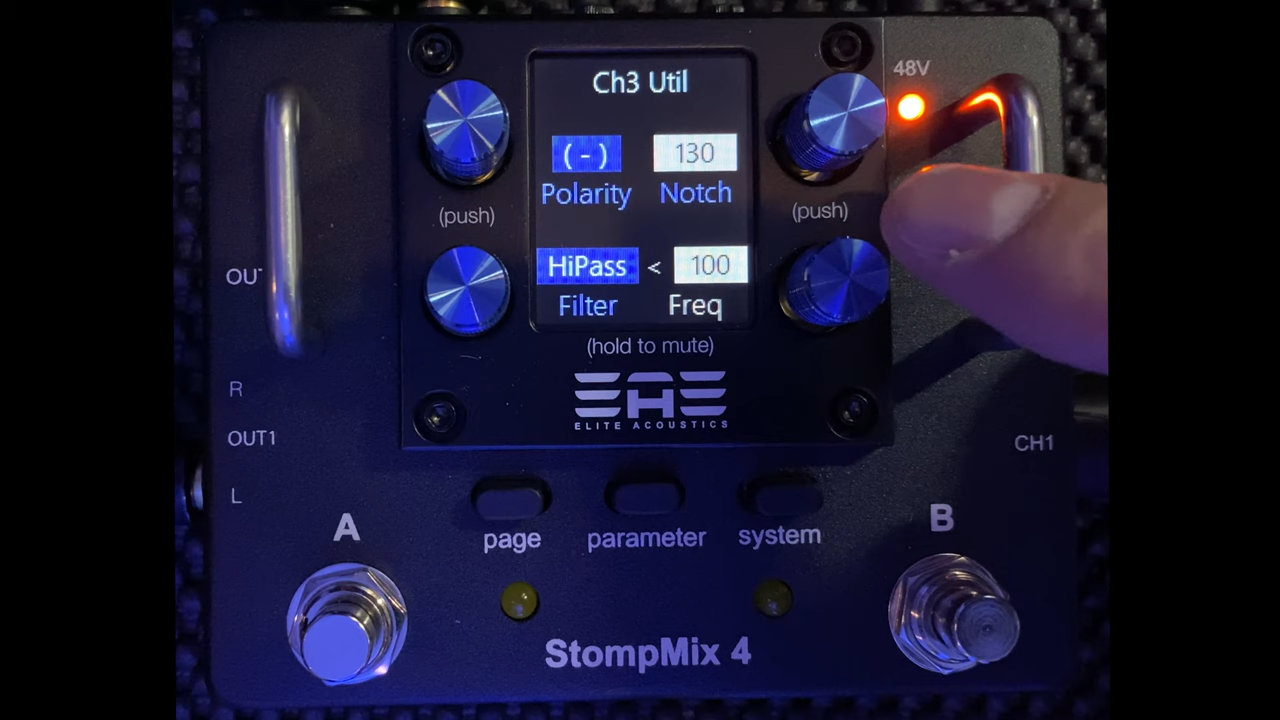 Ch3 Util
48V
( - ) 130
Polarity Notch
(push)
(push)
HiPass < 100
Filter Freq
(hold to mute)
EAE
ELITE ACOUSTICS
R
OUT1
L
CH1
A
B
page parameter system
StompMix 4